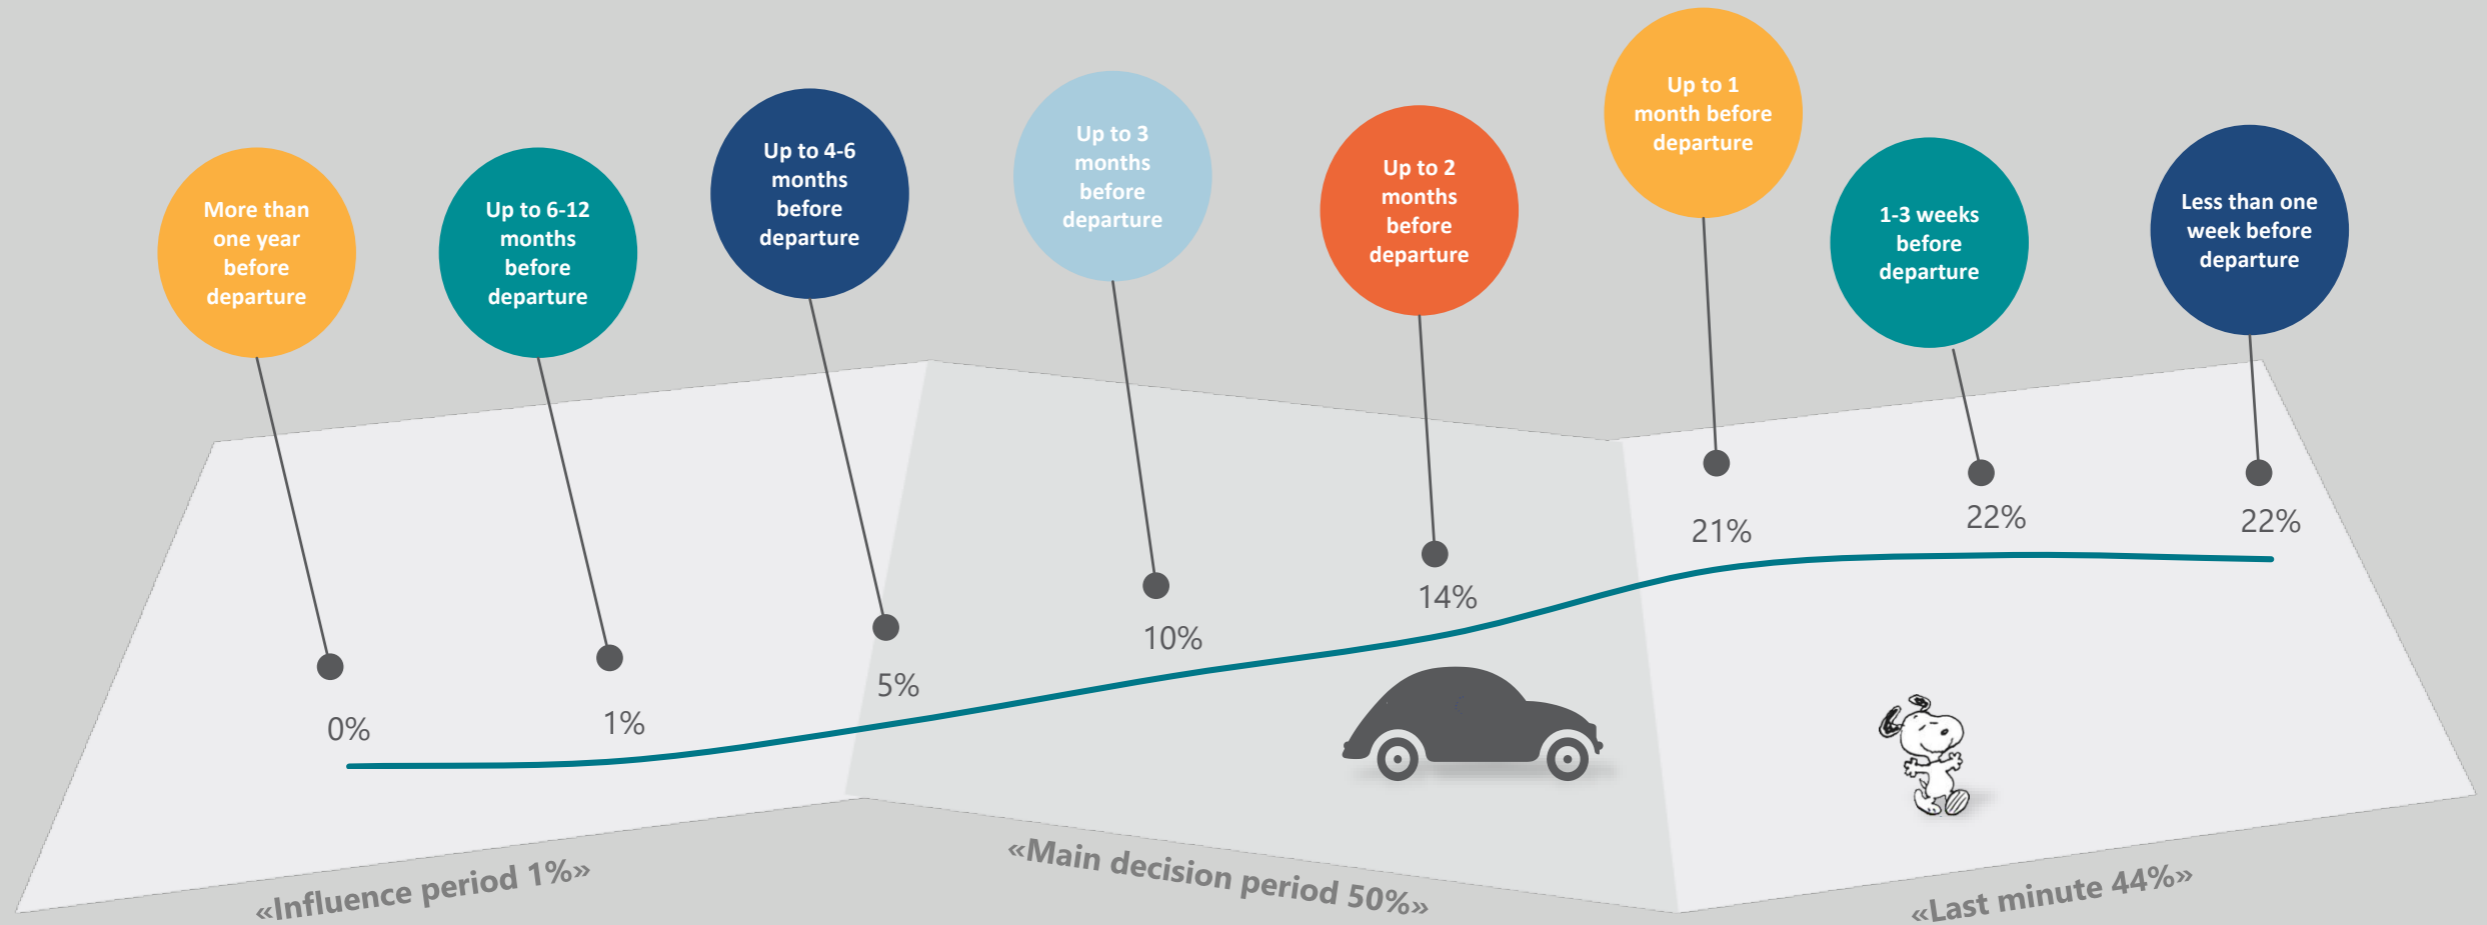 More than
one year
before
departure
Up to 6-12
months
before
departure
Up to 4-6
months
before
departure
Up to 3
months
before
departure
Up to 2
months
before
departure
Up to 1
month before
departure
1-3 weeks
before
departure
Less than one
week before
departure
0%
1%
5%
10%
14%
21%
22%
22%
«Influence period 1%»
«Main decision period 50%»
«Last minute 44%»